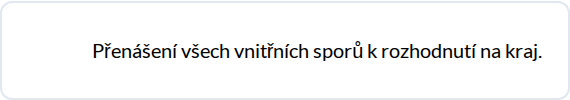 Přenášení všech vnitřních sporů k rozhodnutí na kraj.